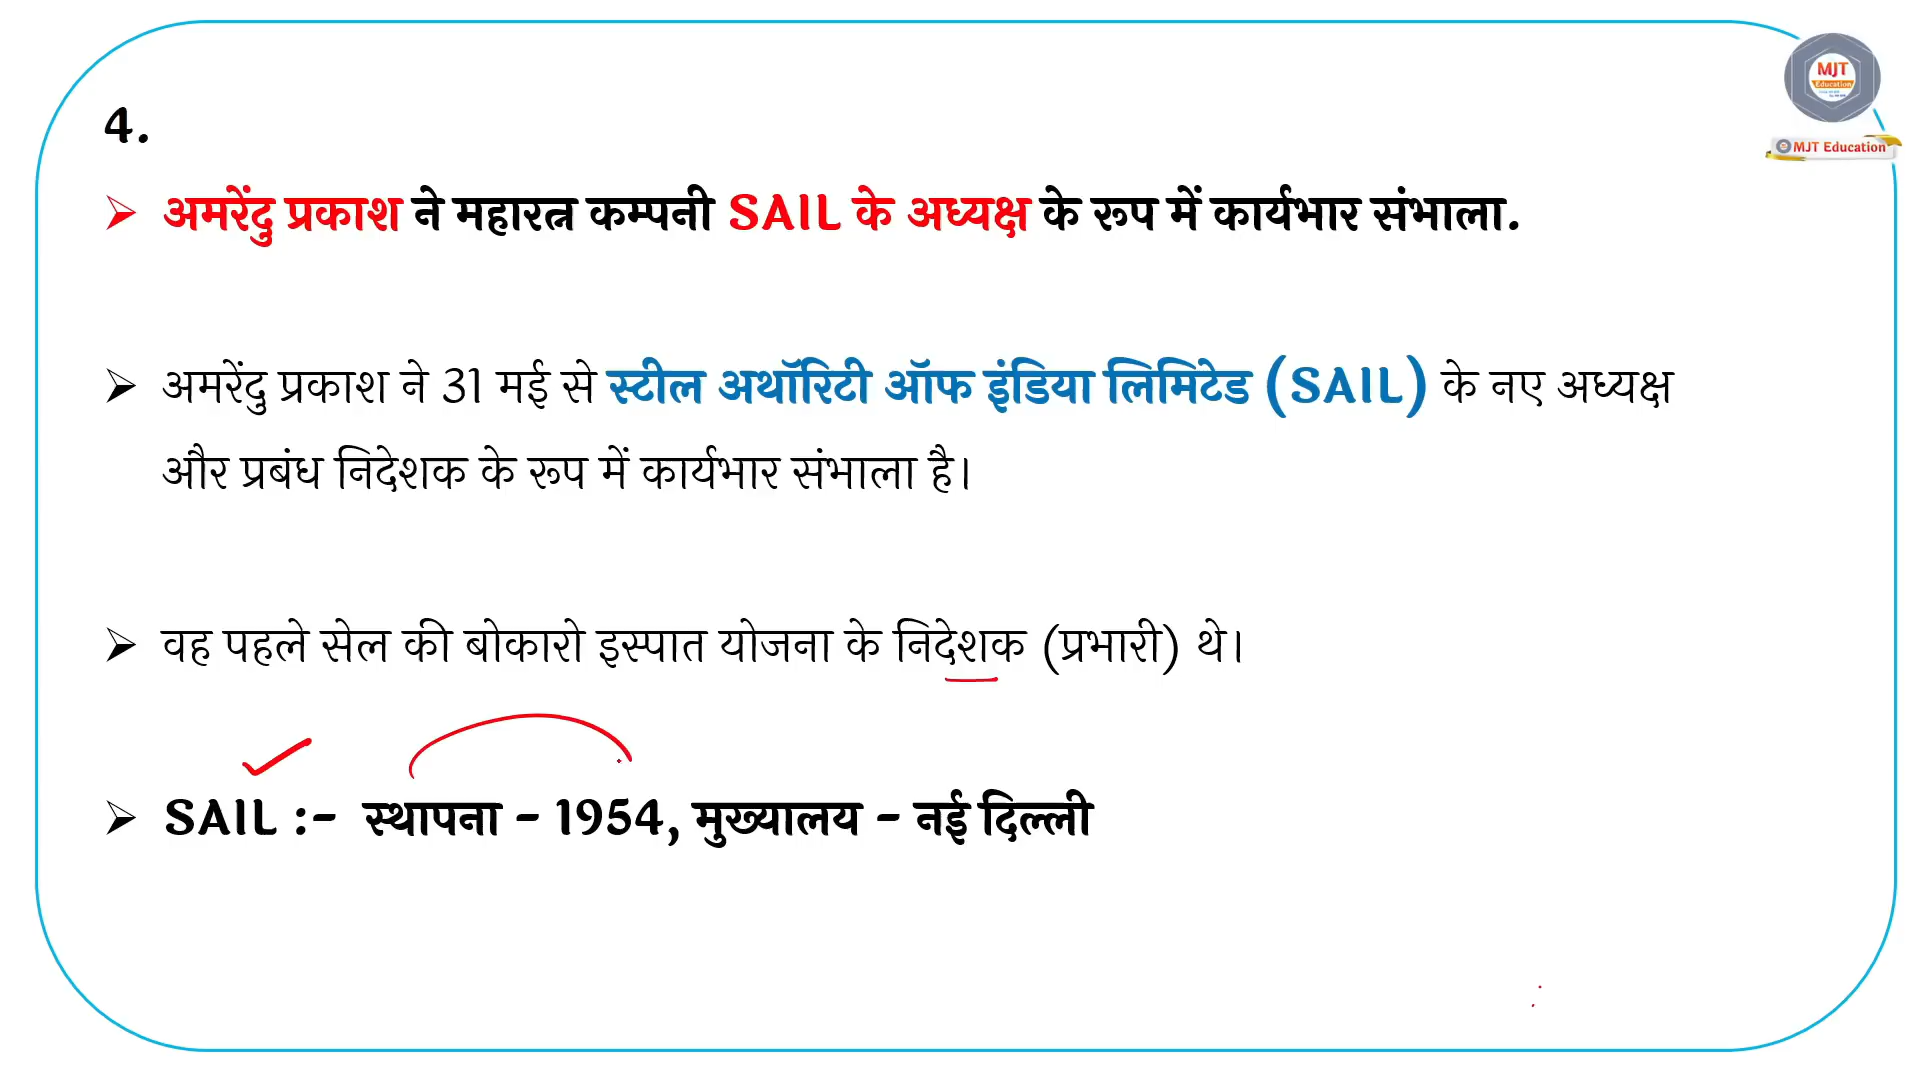 MJT
Education
MJT Education
4.
अमरेंदु प्रकाश ने महारत्न कम्पनी SAIL के अध्यक्ष के रूप में कार्यभार संभाला.
अमरेंदु प्रकाश ने 31 मई से स्टील अथॉरिटी ऑफ इंडिया लिमिटेड (SAIL) के नए अध्यक्ष
और प्रबंध निदेशक के रूप में कार्यभार संभाला है।
वह पहले सेल की बोकारो इस्पात योजना के निदेशक (प्रभारी) थे।
SAIL :- स्थापना - 1954, मुख्यालय - नई दिल्ली